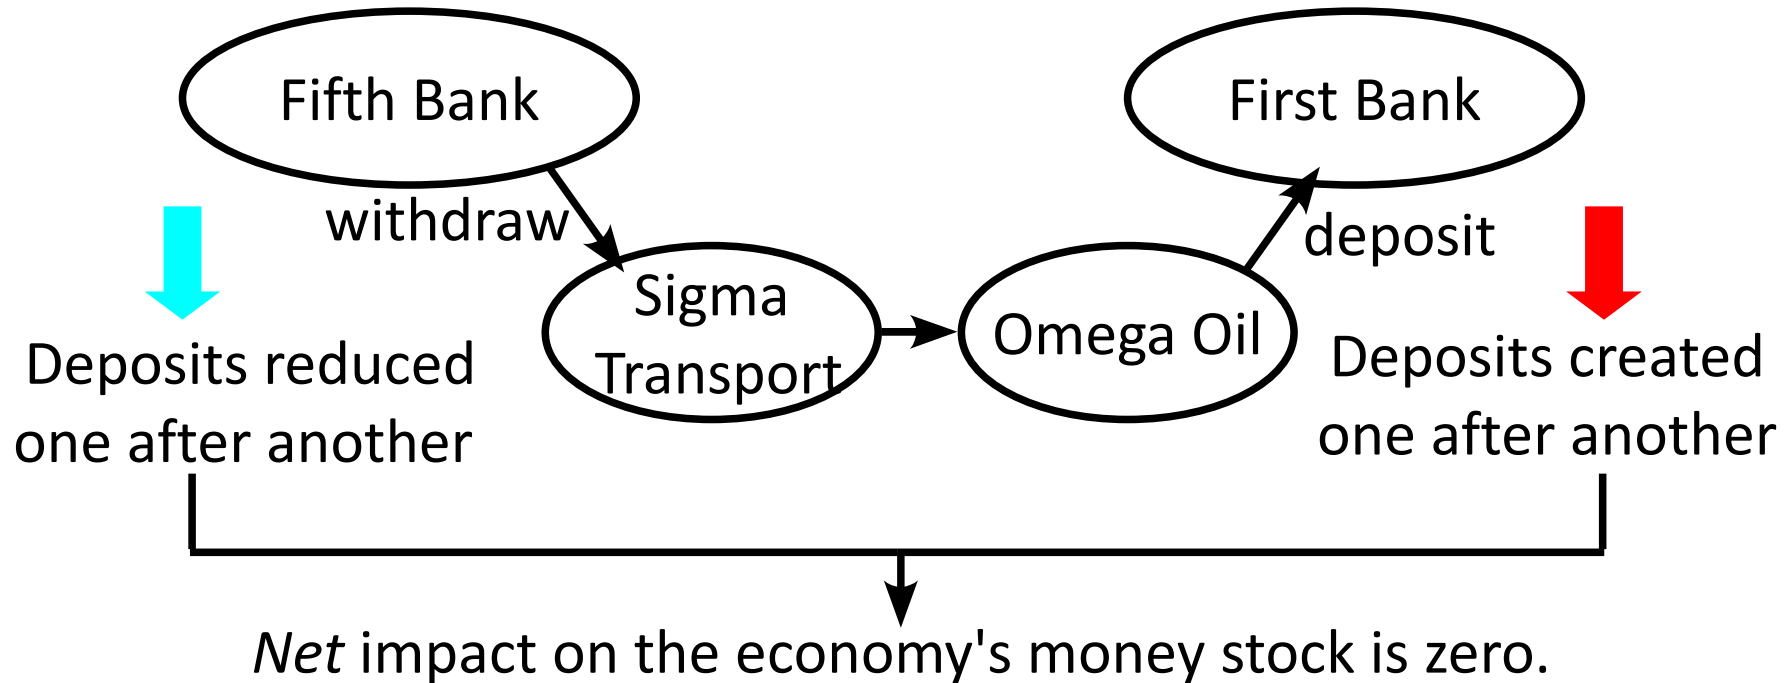 Fifth Bank
First Bank
withdraw
deposit
Sigma
Transport
Omega Oil
Deposits reduced
one after another
Deposits created
one after another
Net impact on the economy's money stock is zero.